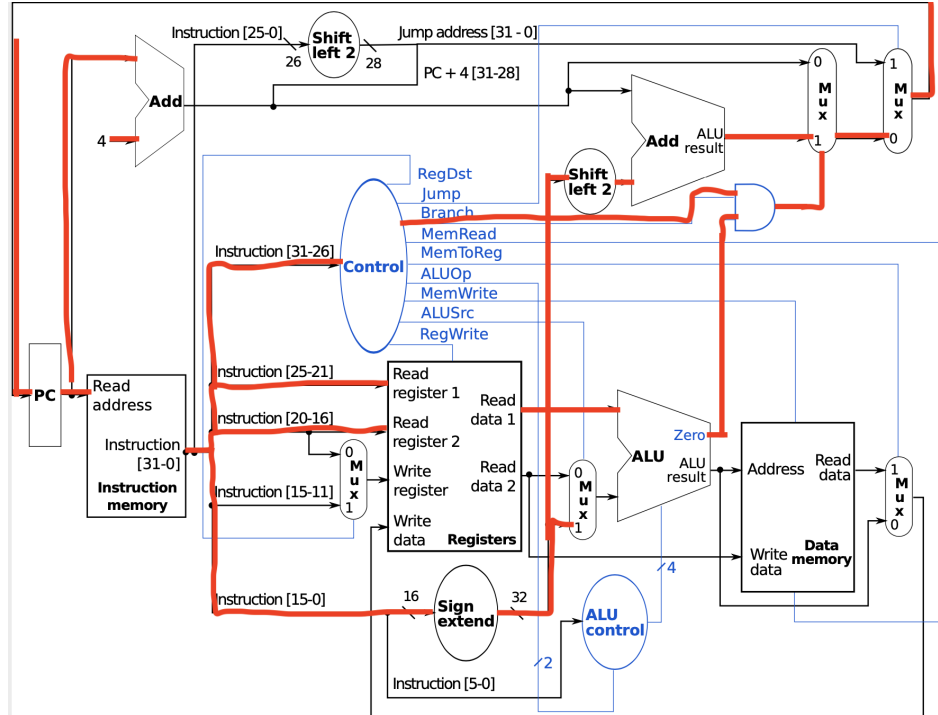 Instruction [25-0]
26
Shift
left 2
28
Jump address [31 - 0]
PC + 4 [31-28]
Add
4
0
M
u
x
1
1
M
u
x
0
Add
ALU
result
Shift
left 2
RegDst
Jump
Branch
MemRead
MemToReg
ALUOp
MemWrite
ALUSrc
RegWrite
Control
Instruction [31-26]
PC
Read
address
Instruction
[31-0]
Instruction
memory
nstruction [25-21]
nstruction [20-16]
Instruction [15-11]
0
M
u
x
1
Read
register 1
Read
register 2
Write
register
Write
data
Read
data 1
Read
data 2
Registers
0
M
u
x
1
Zero
ALU
ALU
result
Address
Read
data
Write
data
Data
memory
1
M
u
x
0
Instruction [15-0]
16
Sign
extend
32
ALU
control
4
2
Instruction [5-0]